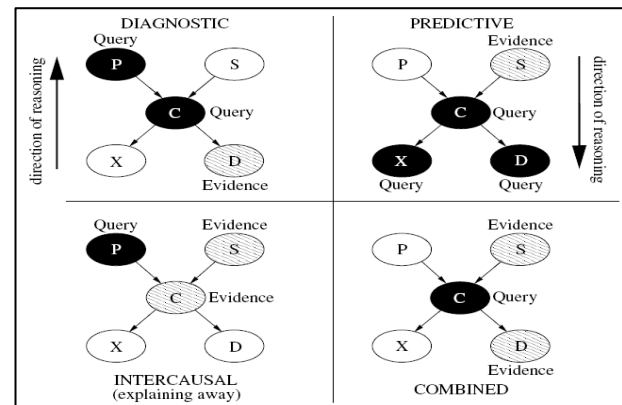 DIAGNOSTIC
Query
P
S
C
Query
X
D
Evidence
direction of reasoning
PREDICTIVE
Evidence
P
S
C
Query
X
D
Query
Query
direction of reasoning
Query
Evidence
P
S
C
Evidence
X
D
INTERCAUSAL
(explaining away)
Evidence
P
S
C
Query
X
D
Evidence
COMBINED